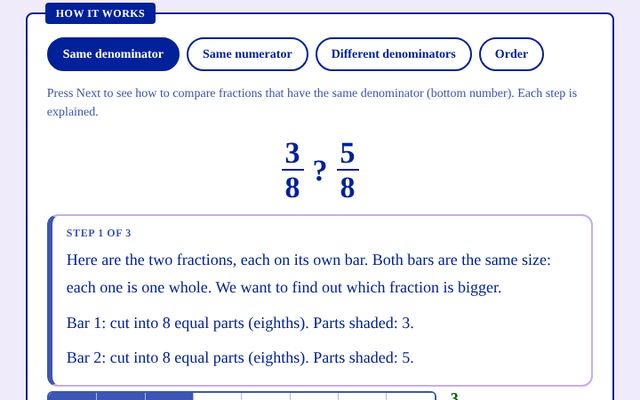 HOW IT WORKS
Same denominator Same numerator Different denominators Order
Press Next to see how to compare fractions that have the same denominator (bottom number). Each step is
explained.
3/8 ? 5/8
STEP 1 OF 3
Here are the two fractions, each on its own bar. Both bars are the same size:
each one is one whole. We want to find out which fraction is bigger.
Bar 1: cut into 8 equal parts (eighths). Parts shaded: 3.
Bar 2: cut into 8 equal parts (eighths). Parts shaded: 5.
3